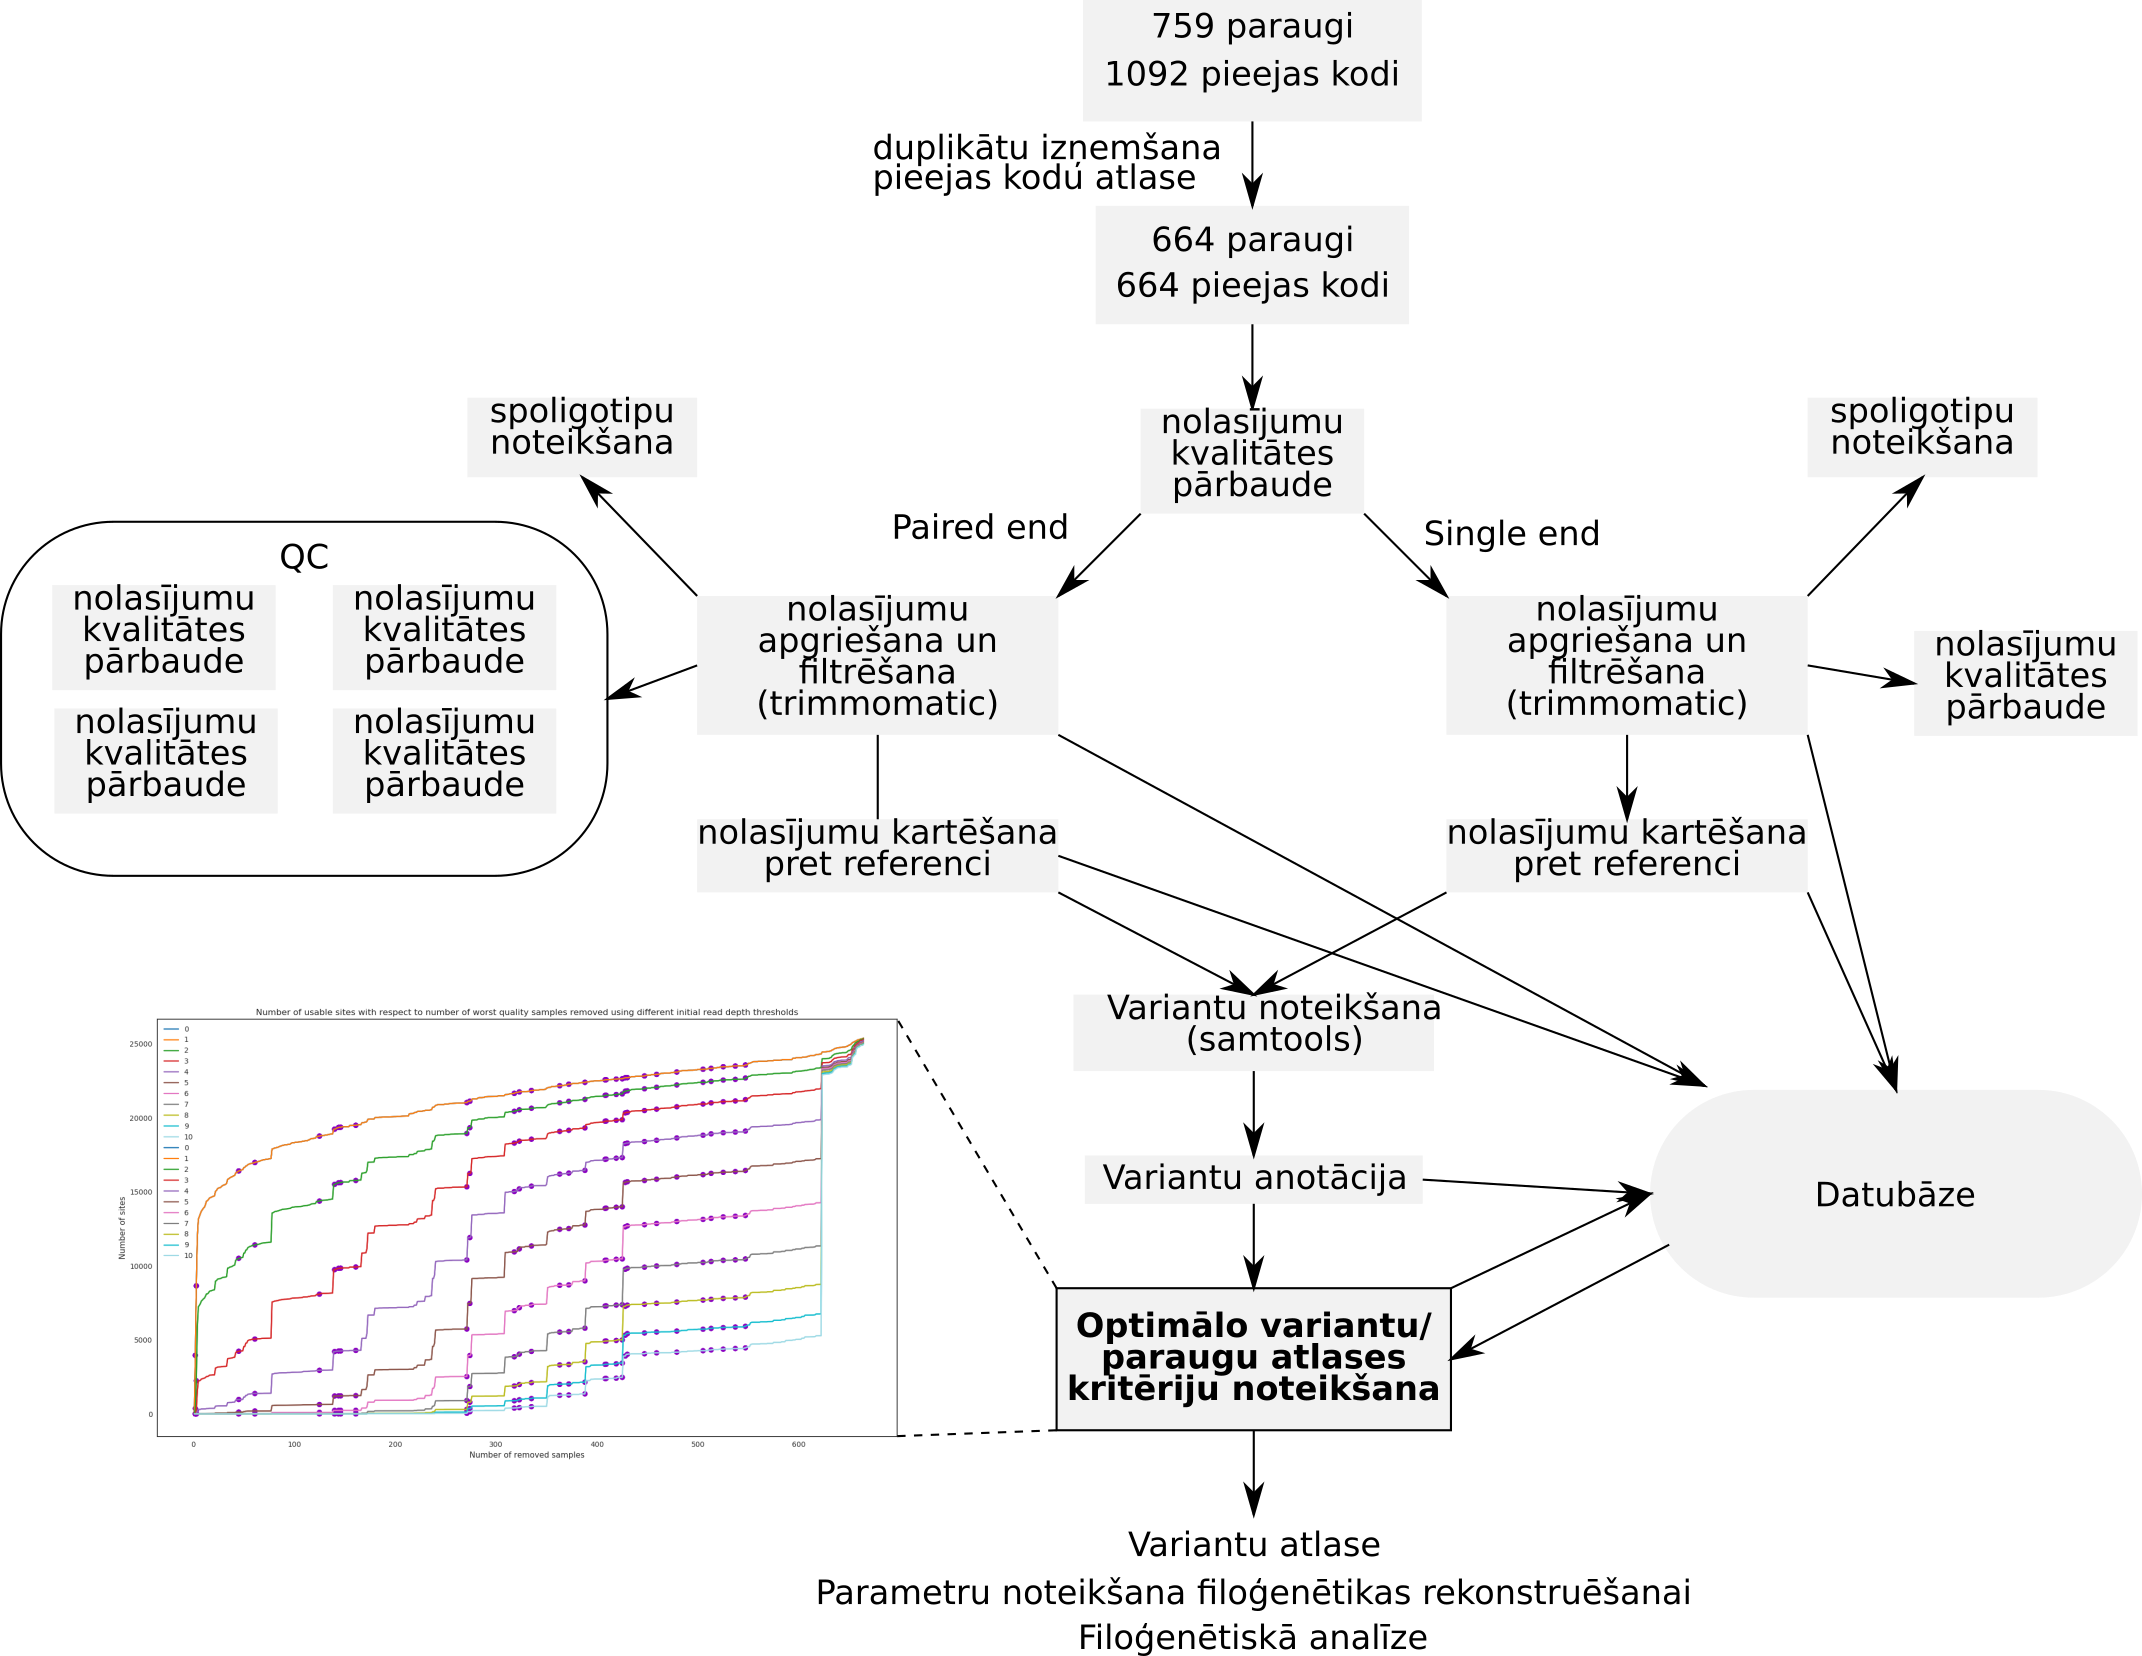 759 paraugi
1092 pieejas kodi
duplikātu izņemšana
pieejas kodu atlase
664 paraugi
664 pieejas kodi
nolasījumu
kvalitātes
pārbaude
spoligotipu
noteikšana
spoligotipu
noteikšana
Paired end
Single end
QC
nolasījumu
kvalitātes
pārbaude
nolasījumu
kvalitātes
pārbaude
nolasījumu
kvalitātes
pārbaude
nolasījumu
kvalitātes
pārbaude
nolasījumu
apgriešana un
filtrēšana
(trimmomatic)
nolasījumu
apgriešana un
filtrēšana
(trimmomatic)
nolasījumu
kvalitātes
pārbaude
nolasījumu kartēšana
pret referenci
nolasījumu kartēšana
pret referenci
Variantu noteikšana
(samtools)
Variantu anotācija
Datubāze
Number of usable sites with respect to number of worst quality samples removed using different initial read depth thresholds
0
1
2
3
4
5
6
7
8
9
10
0
1
2
3
4
5
6
7
8
9
10
25000
20000
15000
10000
5000
0
Number of sites
0 100 200 300 400 500 600
Number of removed samples
Optimālo variantu/
paraugu atlases
kritēriju noteikšana
Variantu atlase
Parametru noteikšana filoģenētikas rekonstruēšanai
Filoģenētiskā analīze